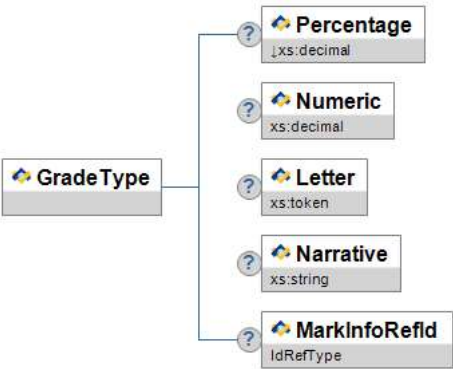 GradeType
?
Percentage
↓xs:decimal
?
Numeric
xs:decimal
?
Letter
xs:token
?
Narrative
xs:string
?
MarkInfoRefId
IdRefType